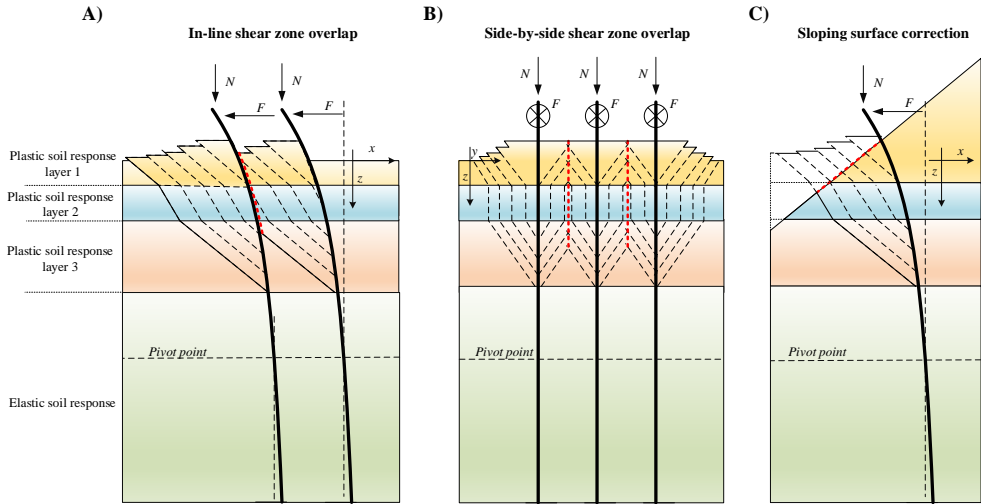 A)
In-line shear zone overlap
B)
Side-by-side shear zone overlap
C)
Sloping surface correction
N
N
F
F
N
N
N
F
F
F
N
F
Plastic soil response
layer 1
Plastic soil response
layer 2
Plastic soil response
layer 3
Elastic soil response
x
z
y
z
x
z
Pivot point
Pivot point
Pivot point